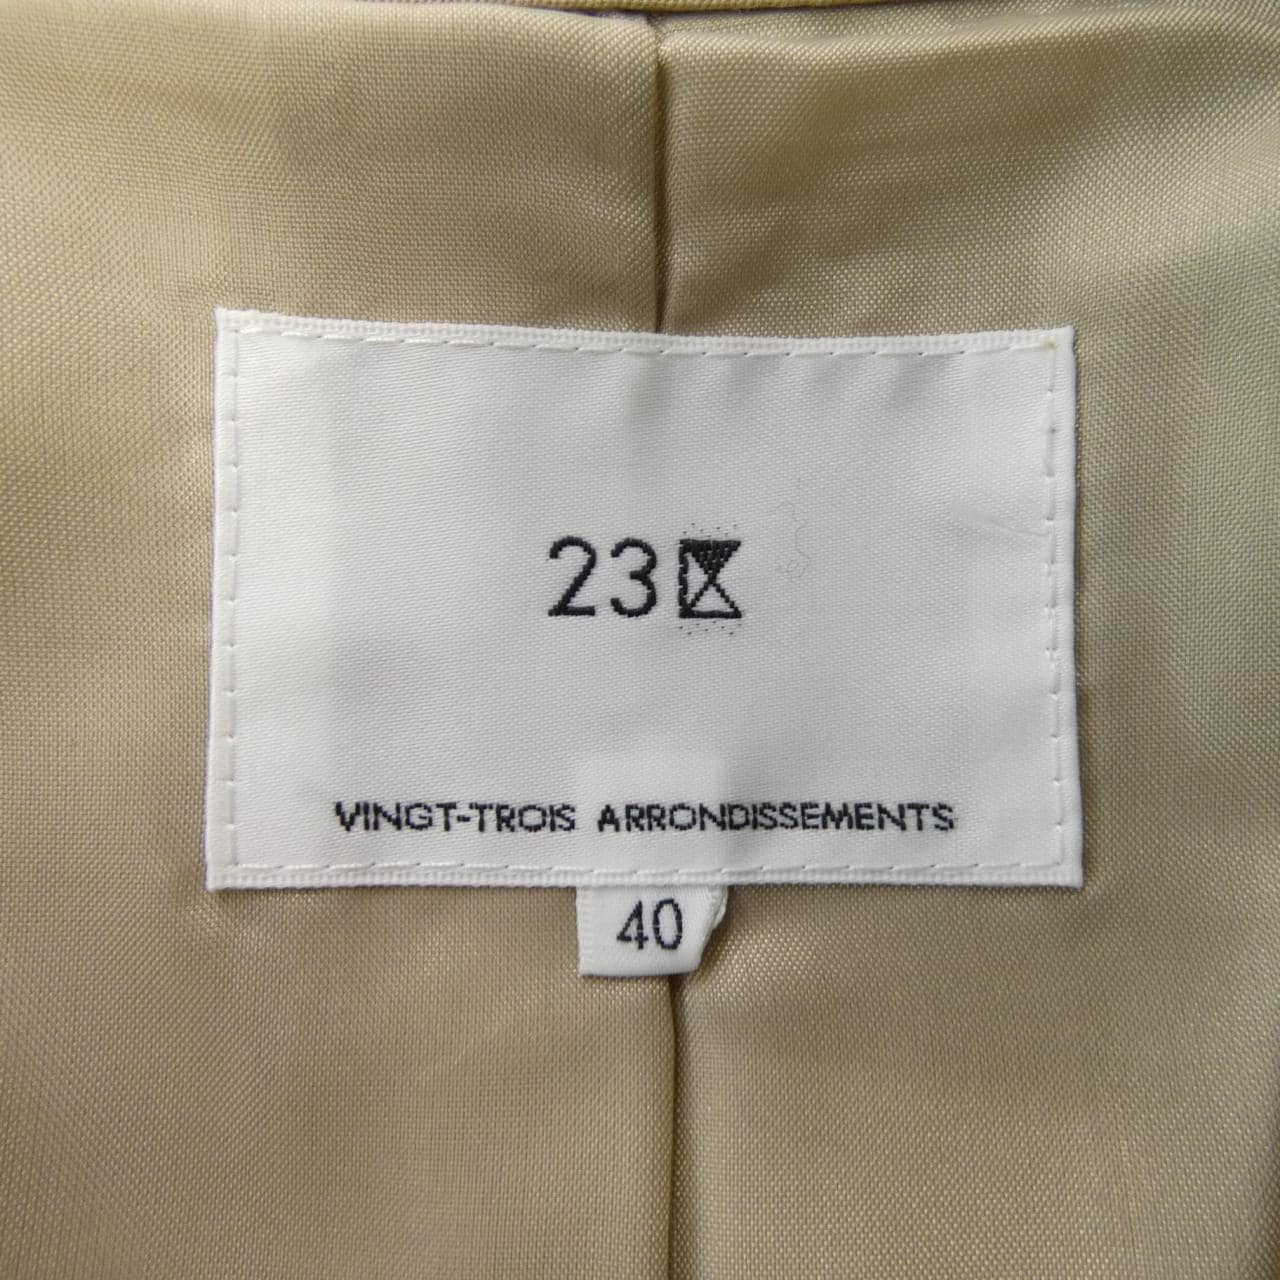 23区
VINGT-TROIS ARRONDISSEMENTS
40